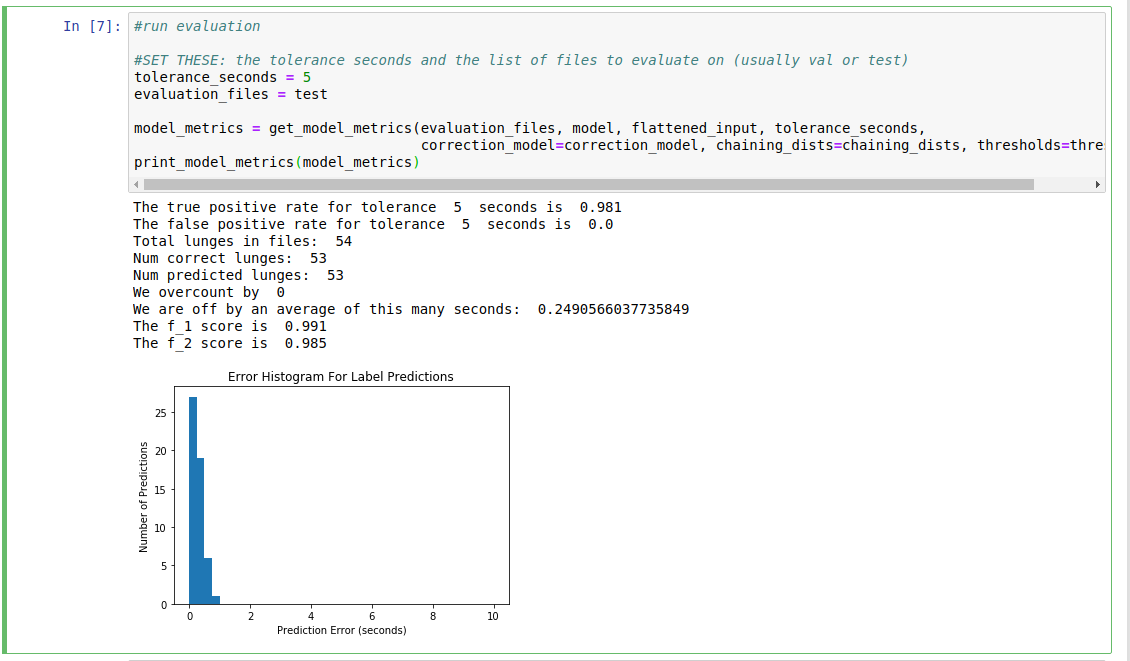 In [7]:
#run evaluation
#SET THESE: the tolerance seconds and the list of files to evaluate on (usually val or test)
tolerance_seconds = 5
evaluation_files = test
model_metrics = get_model_metrics(evaluation_files, model, flattened_input, tolerance_seconds,
correction_model=correction_model, chaining_dists=chaining_dists, thresholds=thre
print_model_metrics(model_metrics)
The true positive rate for tolerance  5  seconds is  0.981
The false positive rate for tolerance  5  seconds is  0.0
Total lunges in files:  54
Num correct lunges:  53
Num predicted lunges:  53
We overcount by  0
We are off by an average of this many seconds:  0.2490566037735849
The f_1 score is  0.991
The f_2 score is  0.985
Error Histogram For Label Predictions
Number of Predictions
25
20
15
10
5
0
0 2 4 6 8 10
Prediction Error (seconds)